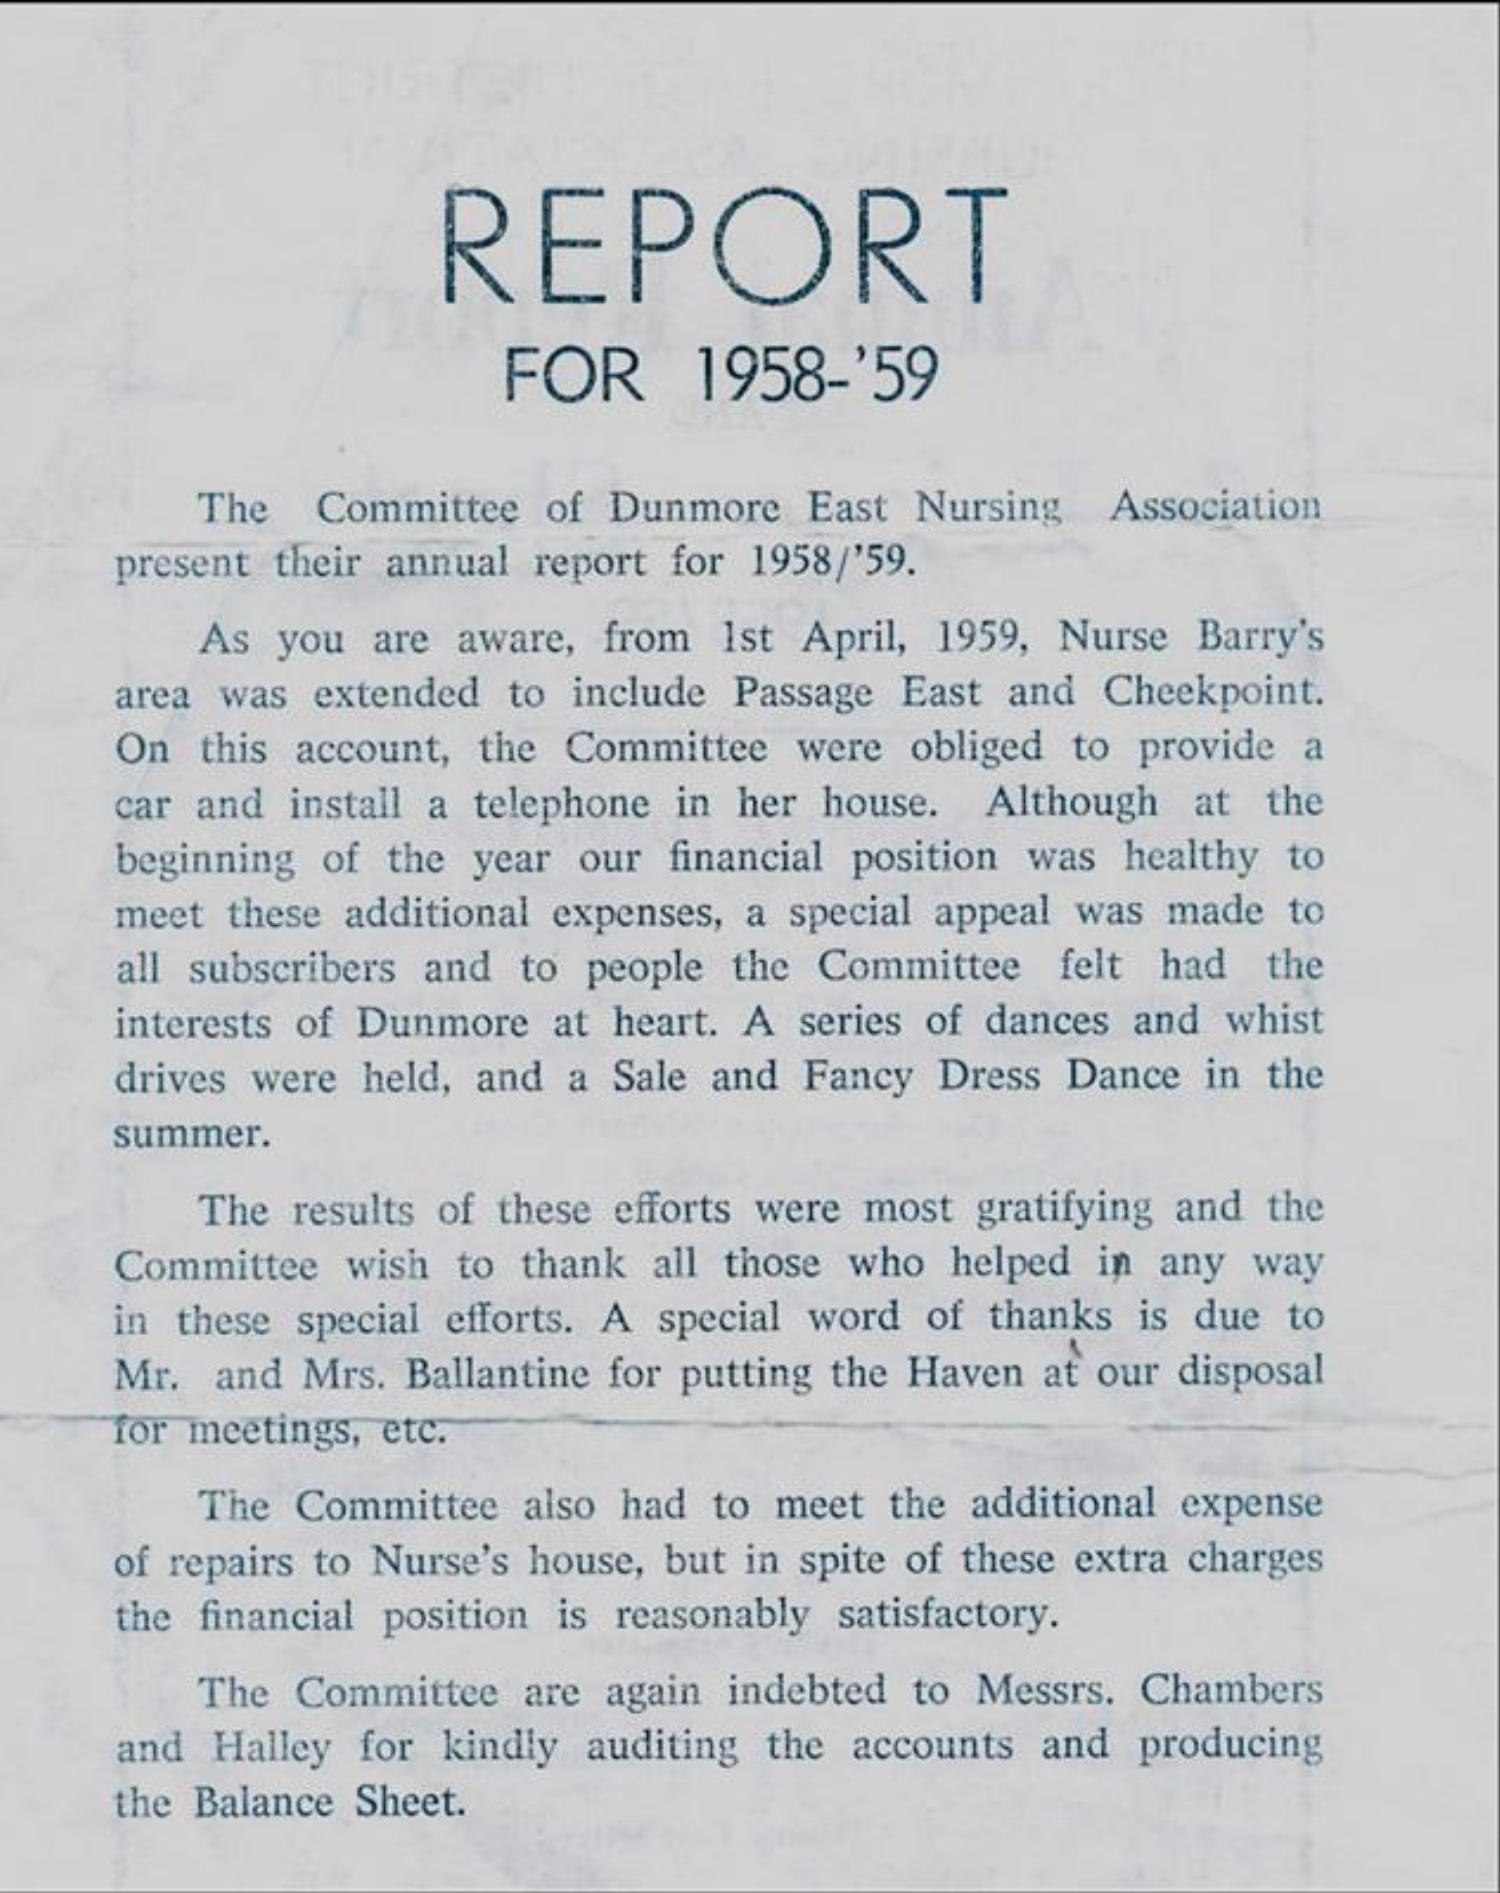 REPORT
FOR 1958-'59
The Committee of Dunmore East Nursing Association
present their annual report for 1958/'59.
As you are aware, from 1st April, 1959, Nurse Barry's
area was extended to include Passage East and Cheekpoint.
On this account, the Committee were obliged to provide a
car and install a telephone in her house. Although at the
beginning of the year our financial position was healthy to
meet these additional expenses, a special appeal was made to
all subscribers and to people the Committee felt had the
interests of Dunmore at heart. A series of dances and whist
drives were held, and a Sale and Fancy Dress Dance in the
summer.
The results of these efforts were most gratifying and the
Committee wish to thank all those who helped in any way
in these special efforts. A special word of thanks is due to
Mr. and Mrs. Ballantine for putting the Haven at our disposal
for meetings, etc.
The Committee also had to meet the additional expense
of repairs to Nurse's house, but in spite of these extra charges
the financial position is reasonably satisfactory.
The Committee are again indebted to Messrs. Chambers
and Halley for kindly auditing the accounts and producing
the Balance Sheet.